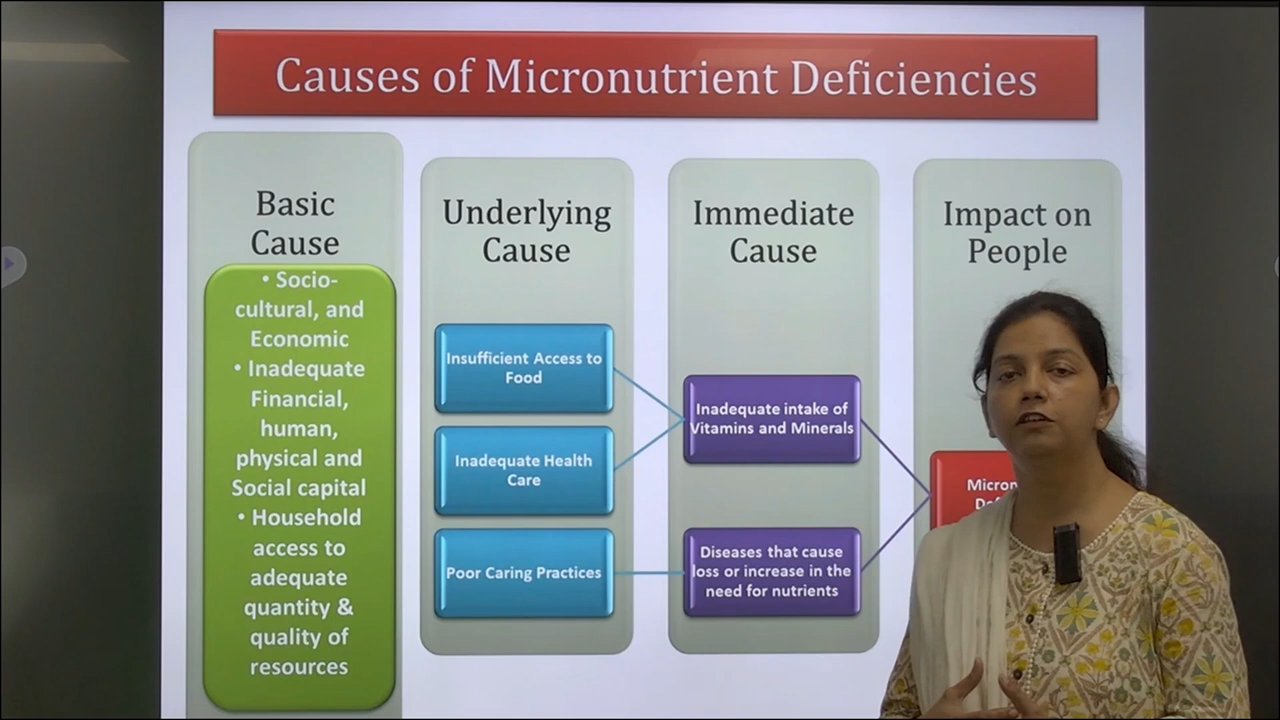 Causes of Micronutrient Deficiencies
Basic
Cause
• Socio-
cultural, and
Economic
• Inadequate
Financial,
human,
physical and
Social capital
• Household
access to
adequate
quantity &
quality of
resources
Underlying
Cause
Insufficient Access to
Food
Inadequate Health
Care
Poor Caring Practices
Immediate
Cause
Inadequate intake of
Vitamins and Minerals
Diseases that cause
loss or increase in the
need for nutrients
Impact on
People